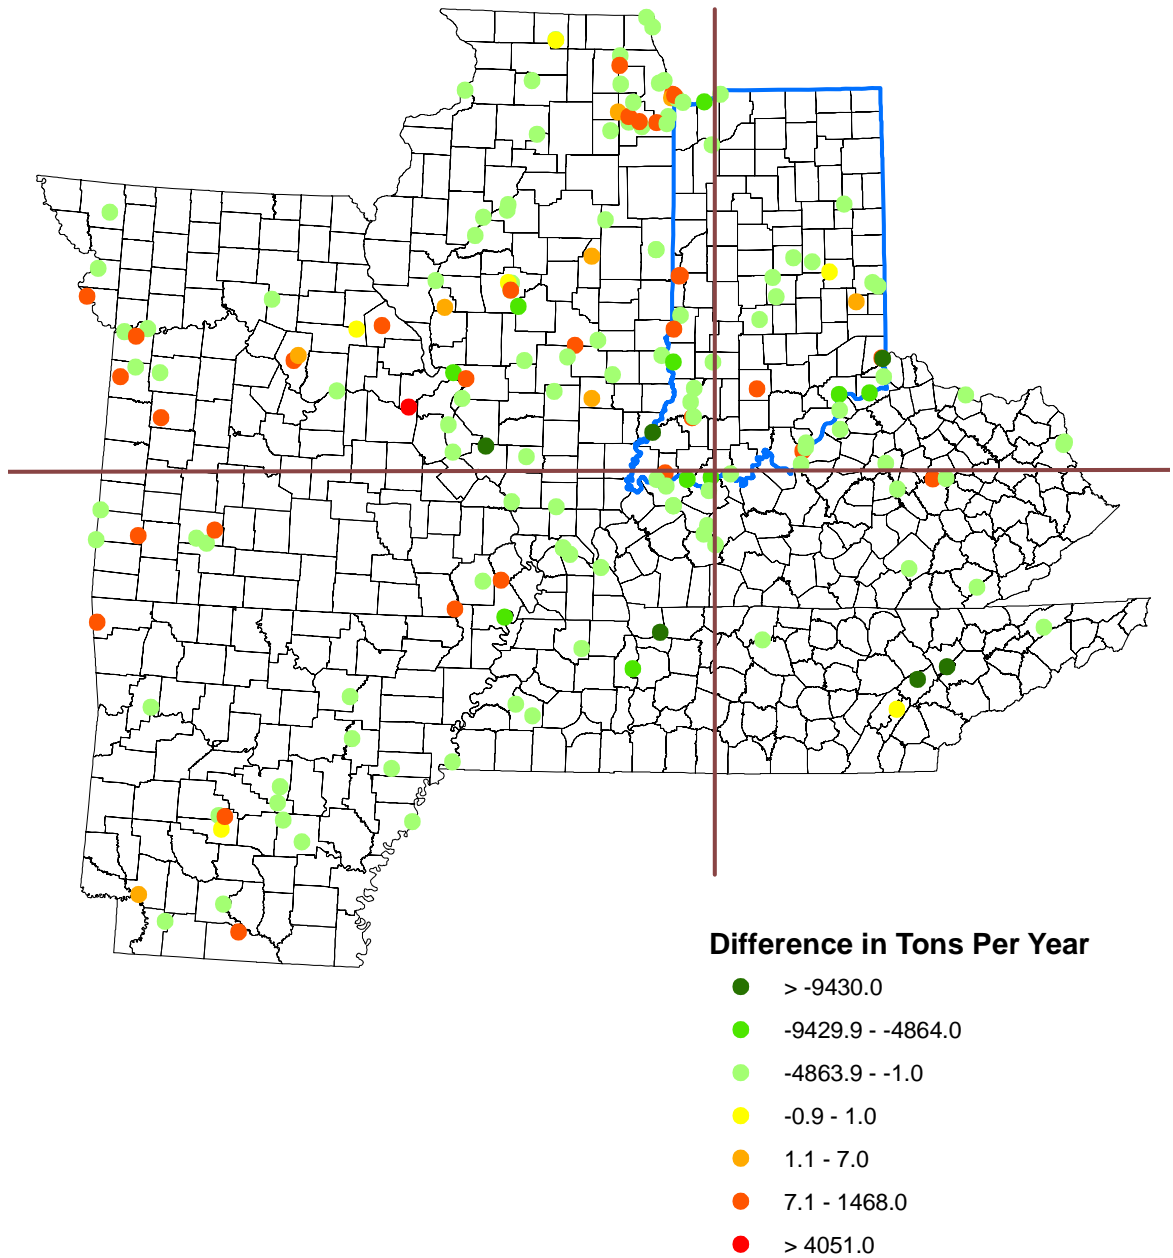 Difference in Tons Per Year
> -9430.0
-9429.9 - -4864.0
-4863.9 - -1.0
-0.9 - 1.0
1.1 - 7.0
7.1 - 1468.0
> 4051.0